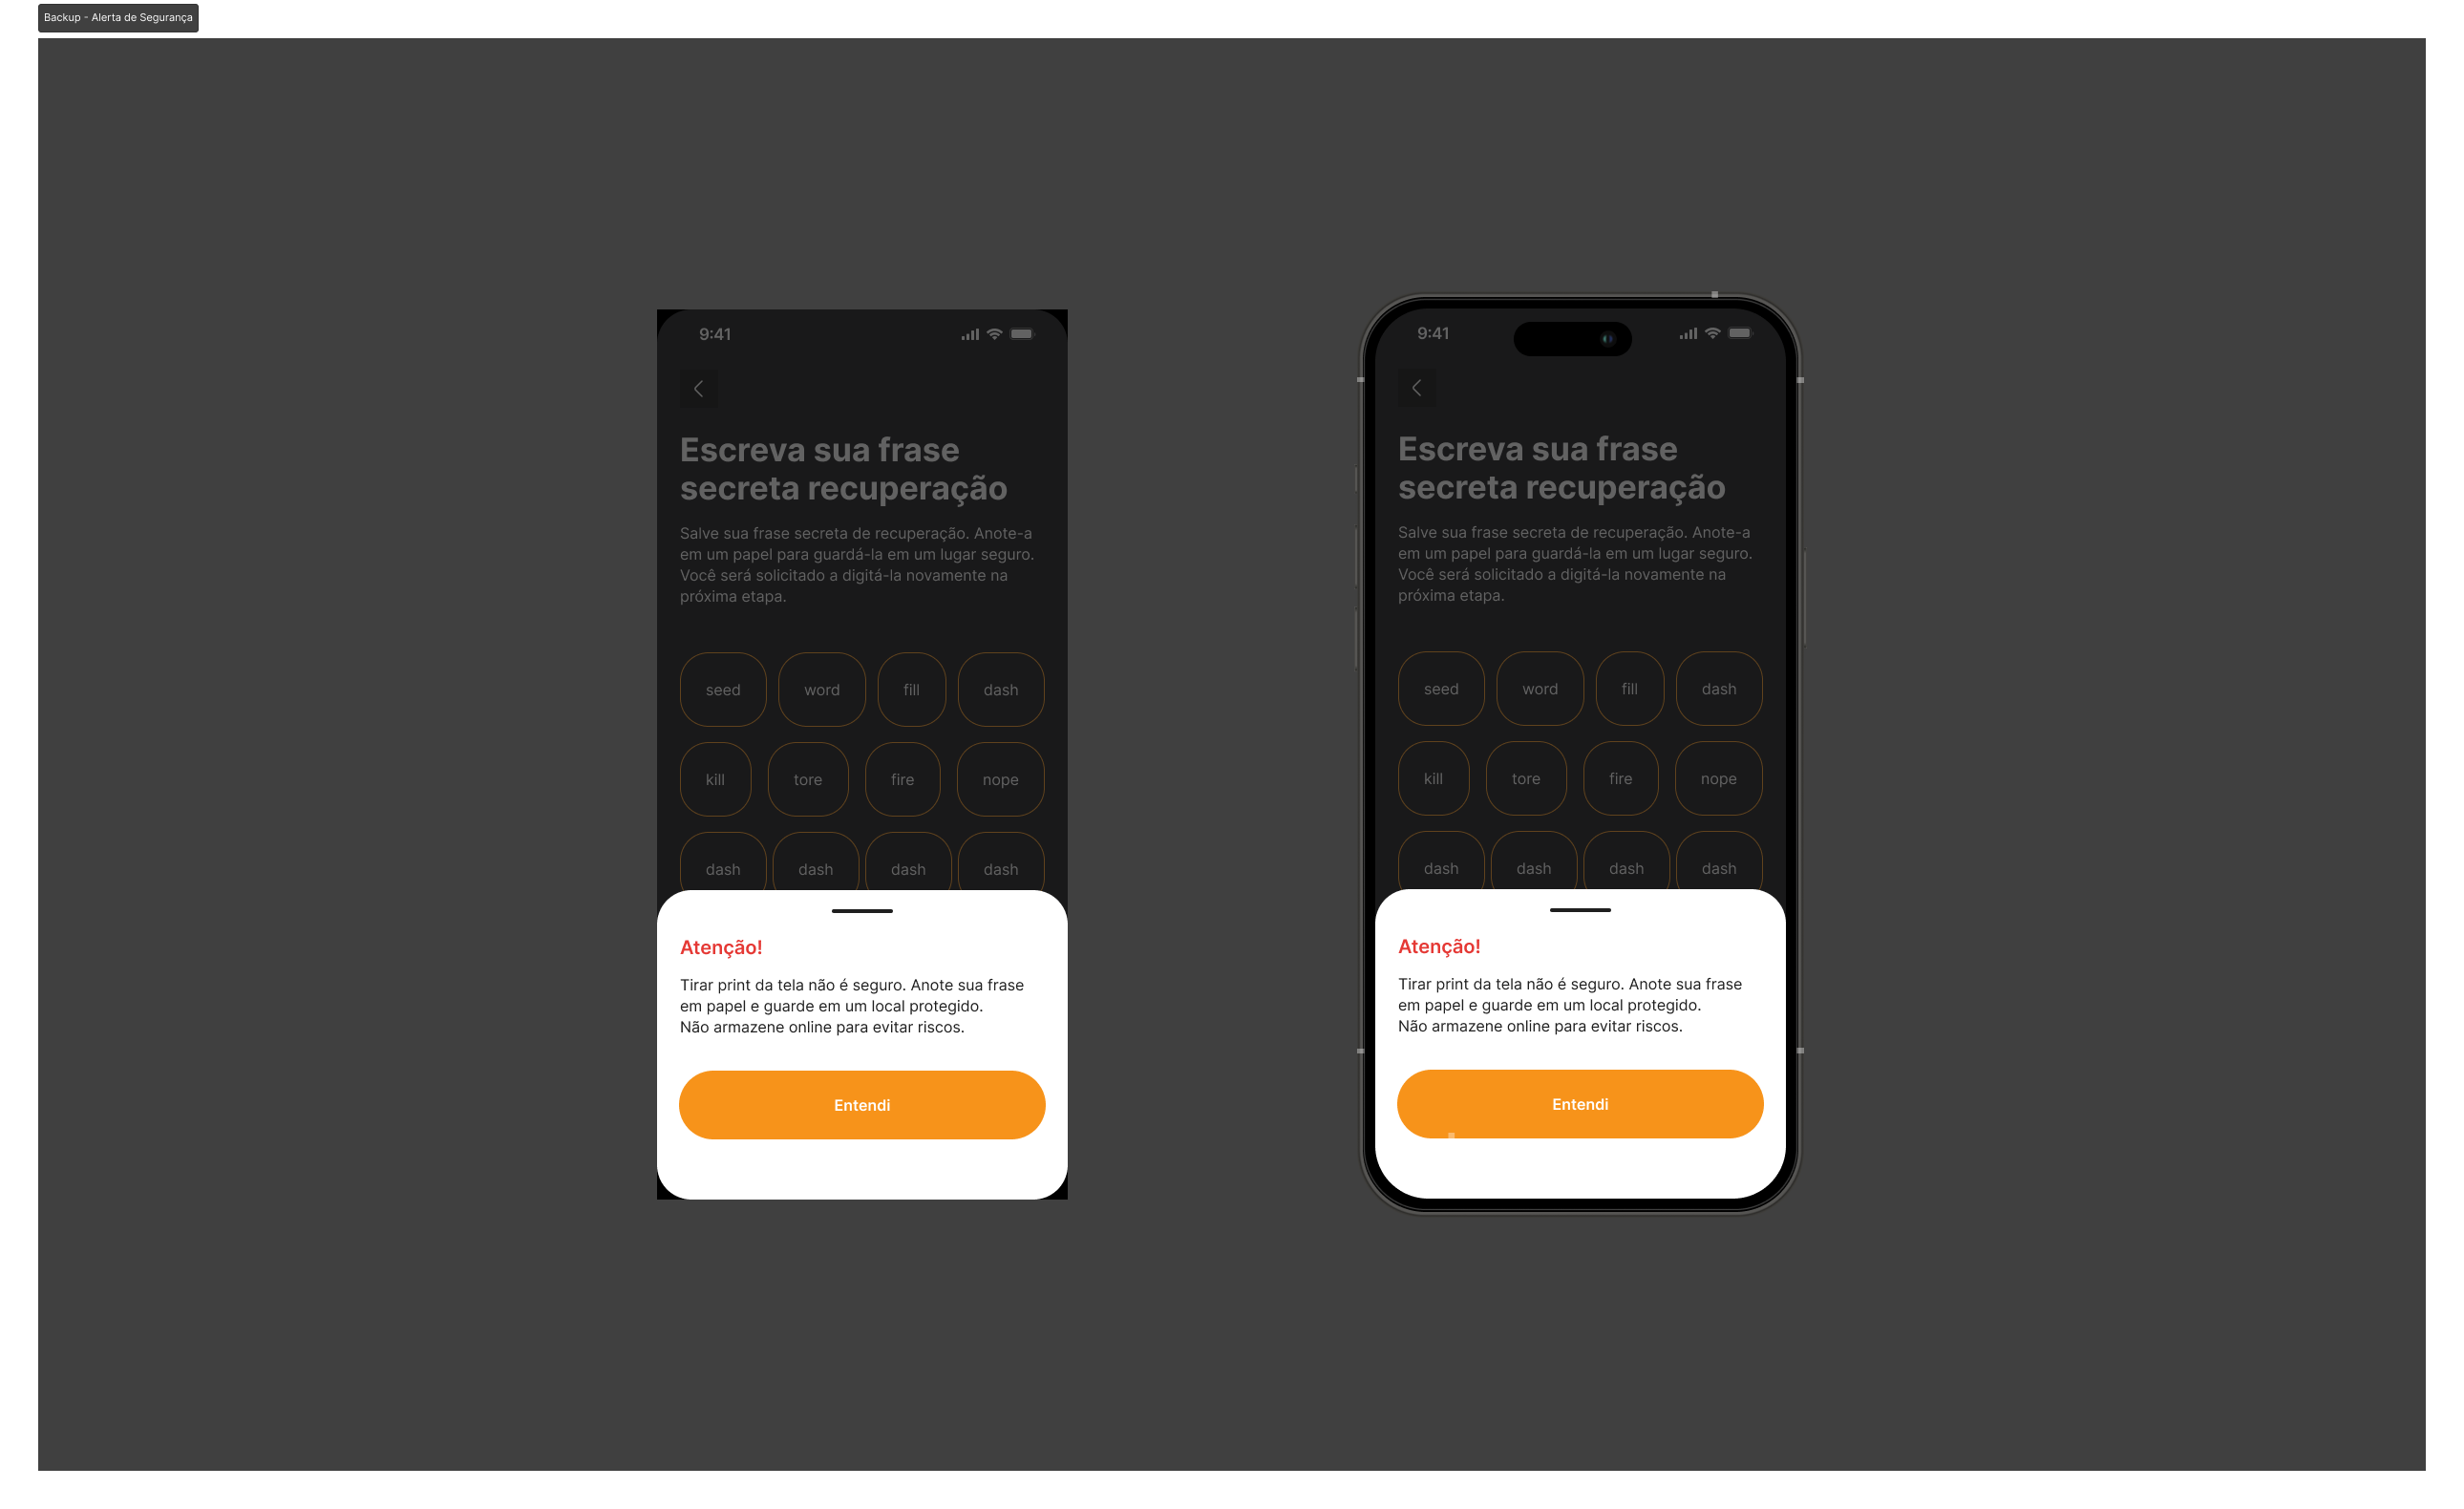 Backup - Alerta de Segurança
9:41
Escreva sua frase
secreta recuperação
Salve sua frase secreta de recuperação. Anote-a
em um papel para guardá-la em um lugar seguro.
Você será solicitado a digitá-la novamente na
próxima etapa.
seed word fill dash
kill tore fire nope
dash dash dash dash
Atenção!
Tirar print da tela não é seguro. Anote sua frase
em papel e guarde em um local protegido.
Não armazene online para evitar riscos.
Entendi
9:41
Escreva sua frase
secreta recuperação
Salve sua frase secreta de recuperação. Anote-a
em um papel para guardá-la em um lugar seguro.
Você será solicitado a digitá-la novamente na
próxima etapa.
seed word fill dash
kill tore fire nope
dash dash dash dash
Atenção!
Tirar print da tela não é seguro. Anote sua frase
em papel e guarde em um local protegido.
Não armazene online para evitar riscos.
Entendi